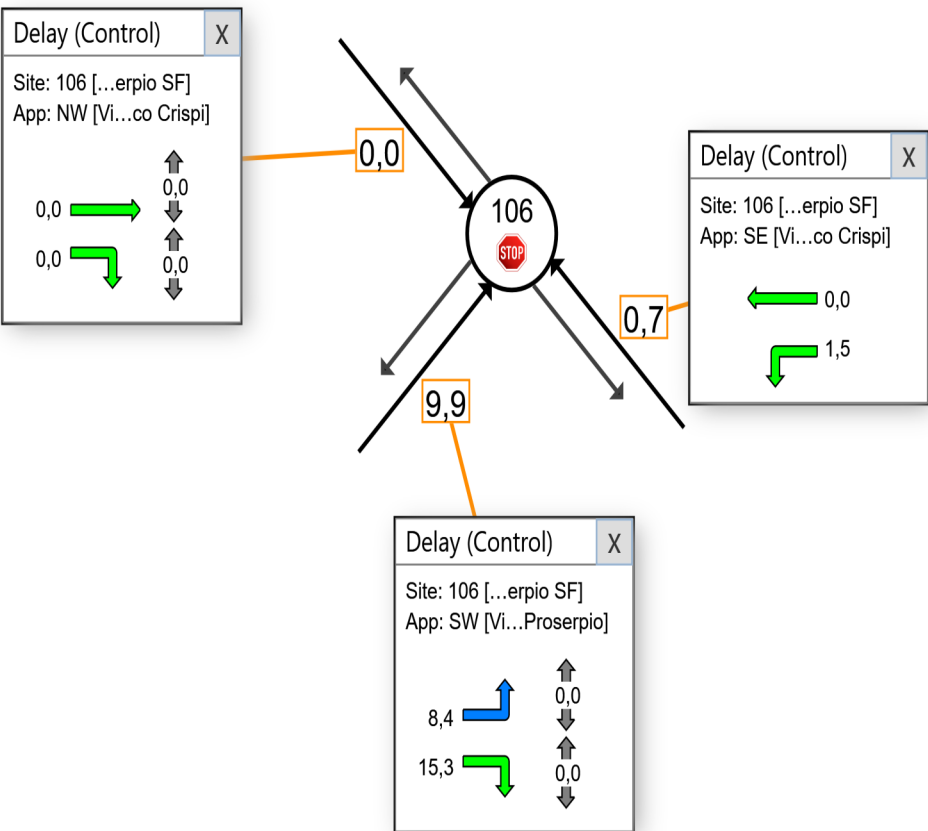 Delay (Control) X
Site: 106 [...erpio SF]
App: NW [Vi...co Crispi]
0,0
0,0
0,0
0,0
0,0
106
STOP
Delay (Control) X
Site: 106 [...erpio SF]
App: SE [Vi...co Crispi]
0,0
1,5
0,7
9,9
Delay (Control) X
Site: 106 [...erpio SF]
App: SW [Vi...Proserpio]
0,0
8,4
15,3
0,0